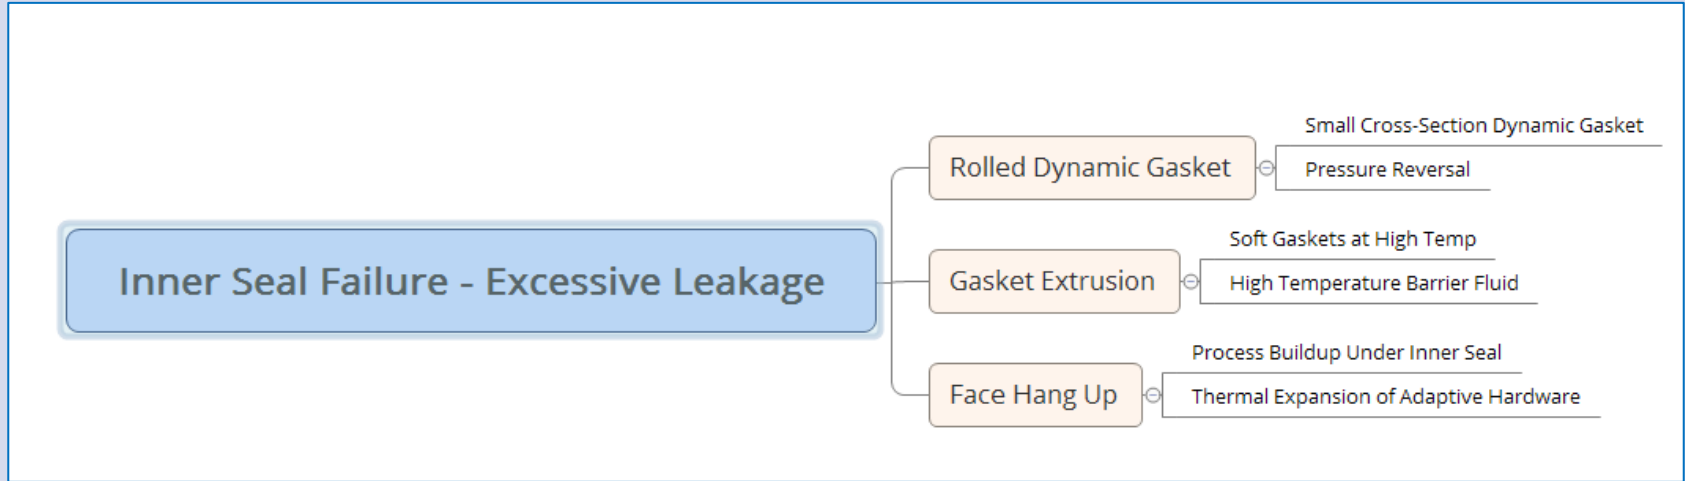 Inner Seal Failure - Excessive Leakage
Rolled Dynamic Gasket
Small Cross-Section Dynamic Gasket
Pressure Reversal
Gasket Extrusion
Soft Gaskets at High Temp
High Temperature Barrier Fluid
Face Hang Up
Process Buildup Under Inner Seal
Thermal Expansion of Adaptive Hardware